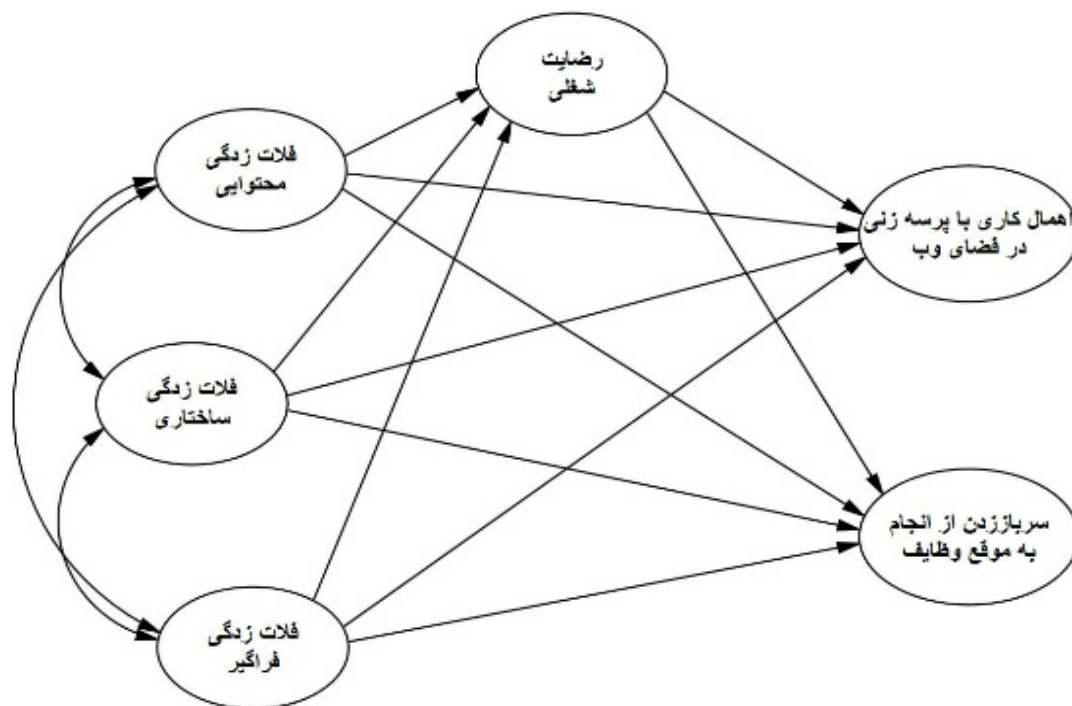 رضایت
شغلی
فلات زدگی
محتوایی
اهمال کاری با پرسه زنی
در فضای وب
فلات زدگی
ساختاری
سرباززدن از انجام
به موقع وظایف
فلات زدگی
فراگیر